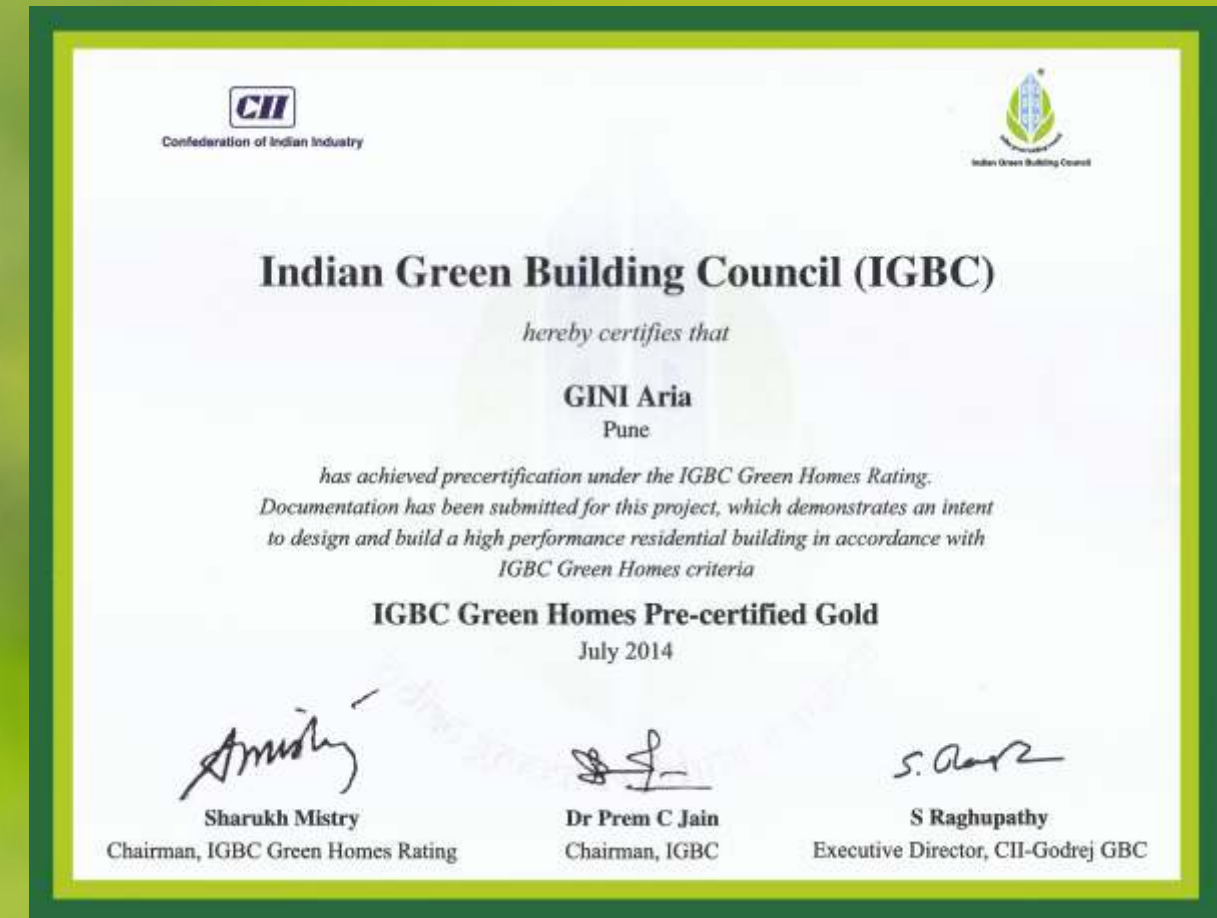 CII
Confederation of Indian Industry
Indian Green Building Council
Indian Green Building Council (IGBC)
hereby certifies that
GINI Aria
Pune
has achieved precertification under the IGBC Green Homes Rating.
Documentation has been submitted for this project, which demonstrates an intent
to design and build a high performance residential building in accordance with
IGBC Green Homes criteria
IGBC Green Homes Pre-certified Gold
July 2014
Sharukh Mistry
Chairman, IGBC Green Homes Rating
Dr Prem C Jain
Chairman, IGBC
S Raghupathy
Executive Director, CII-Godrej GBC